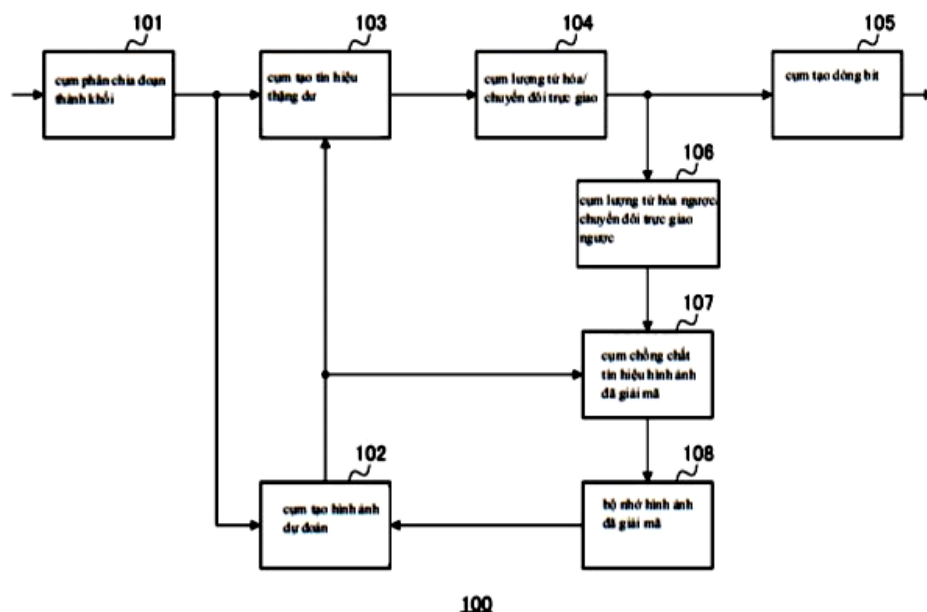 101
103
104
105
cụm phân chia đoạn
thành khối
cụm tạo tín hiệu
thặng dư
cụm lượng tử hóa/
chuyển đổi trực giao
cụm tạo dòng bit
106
cụm lượng tử hóa ngược/
chuyển đổi trực giao
ngược
107
cụm chồng chất
tín hiệu hình ảnh
đã giải mã
102
108
cụm tạo hình ảnh
dự đoán
bộ nhớ hình ảnh
đã giải mã
100